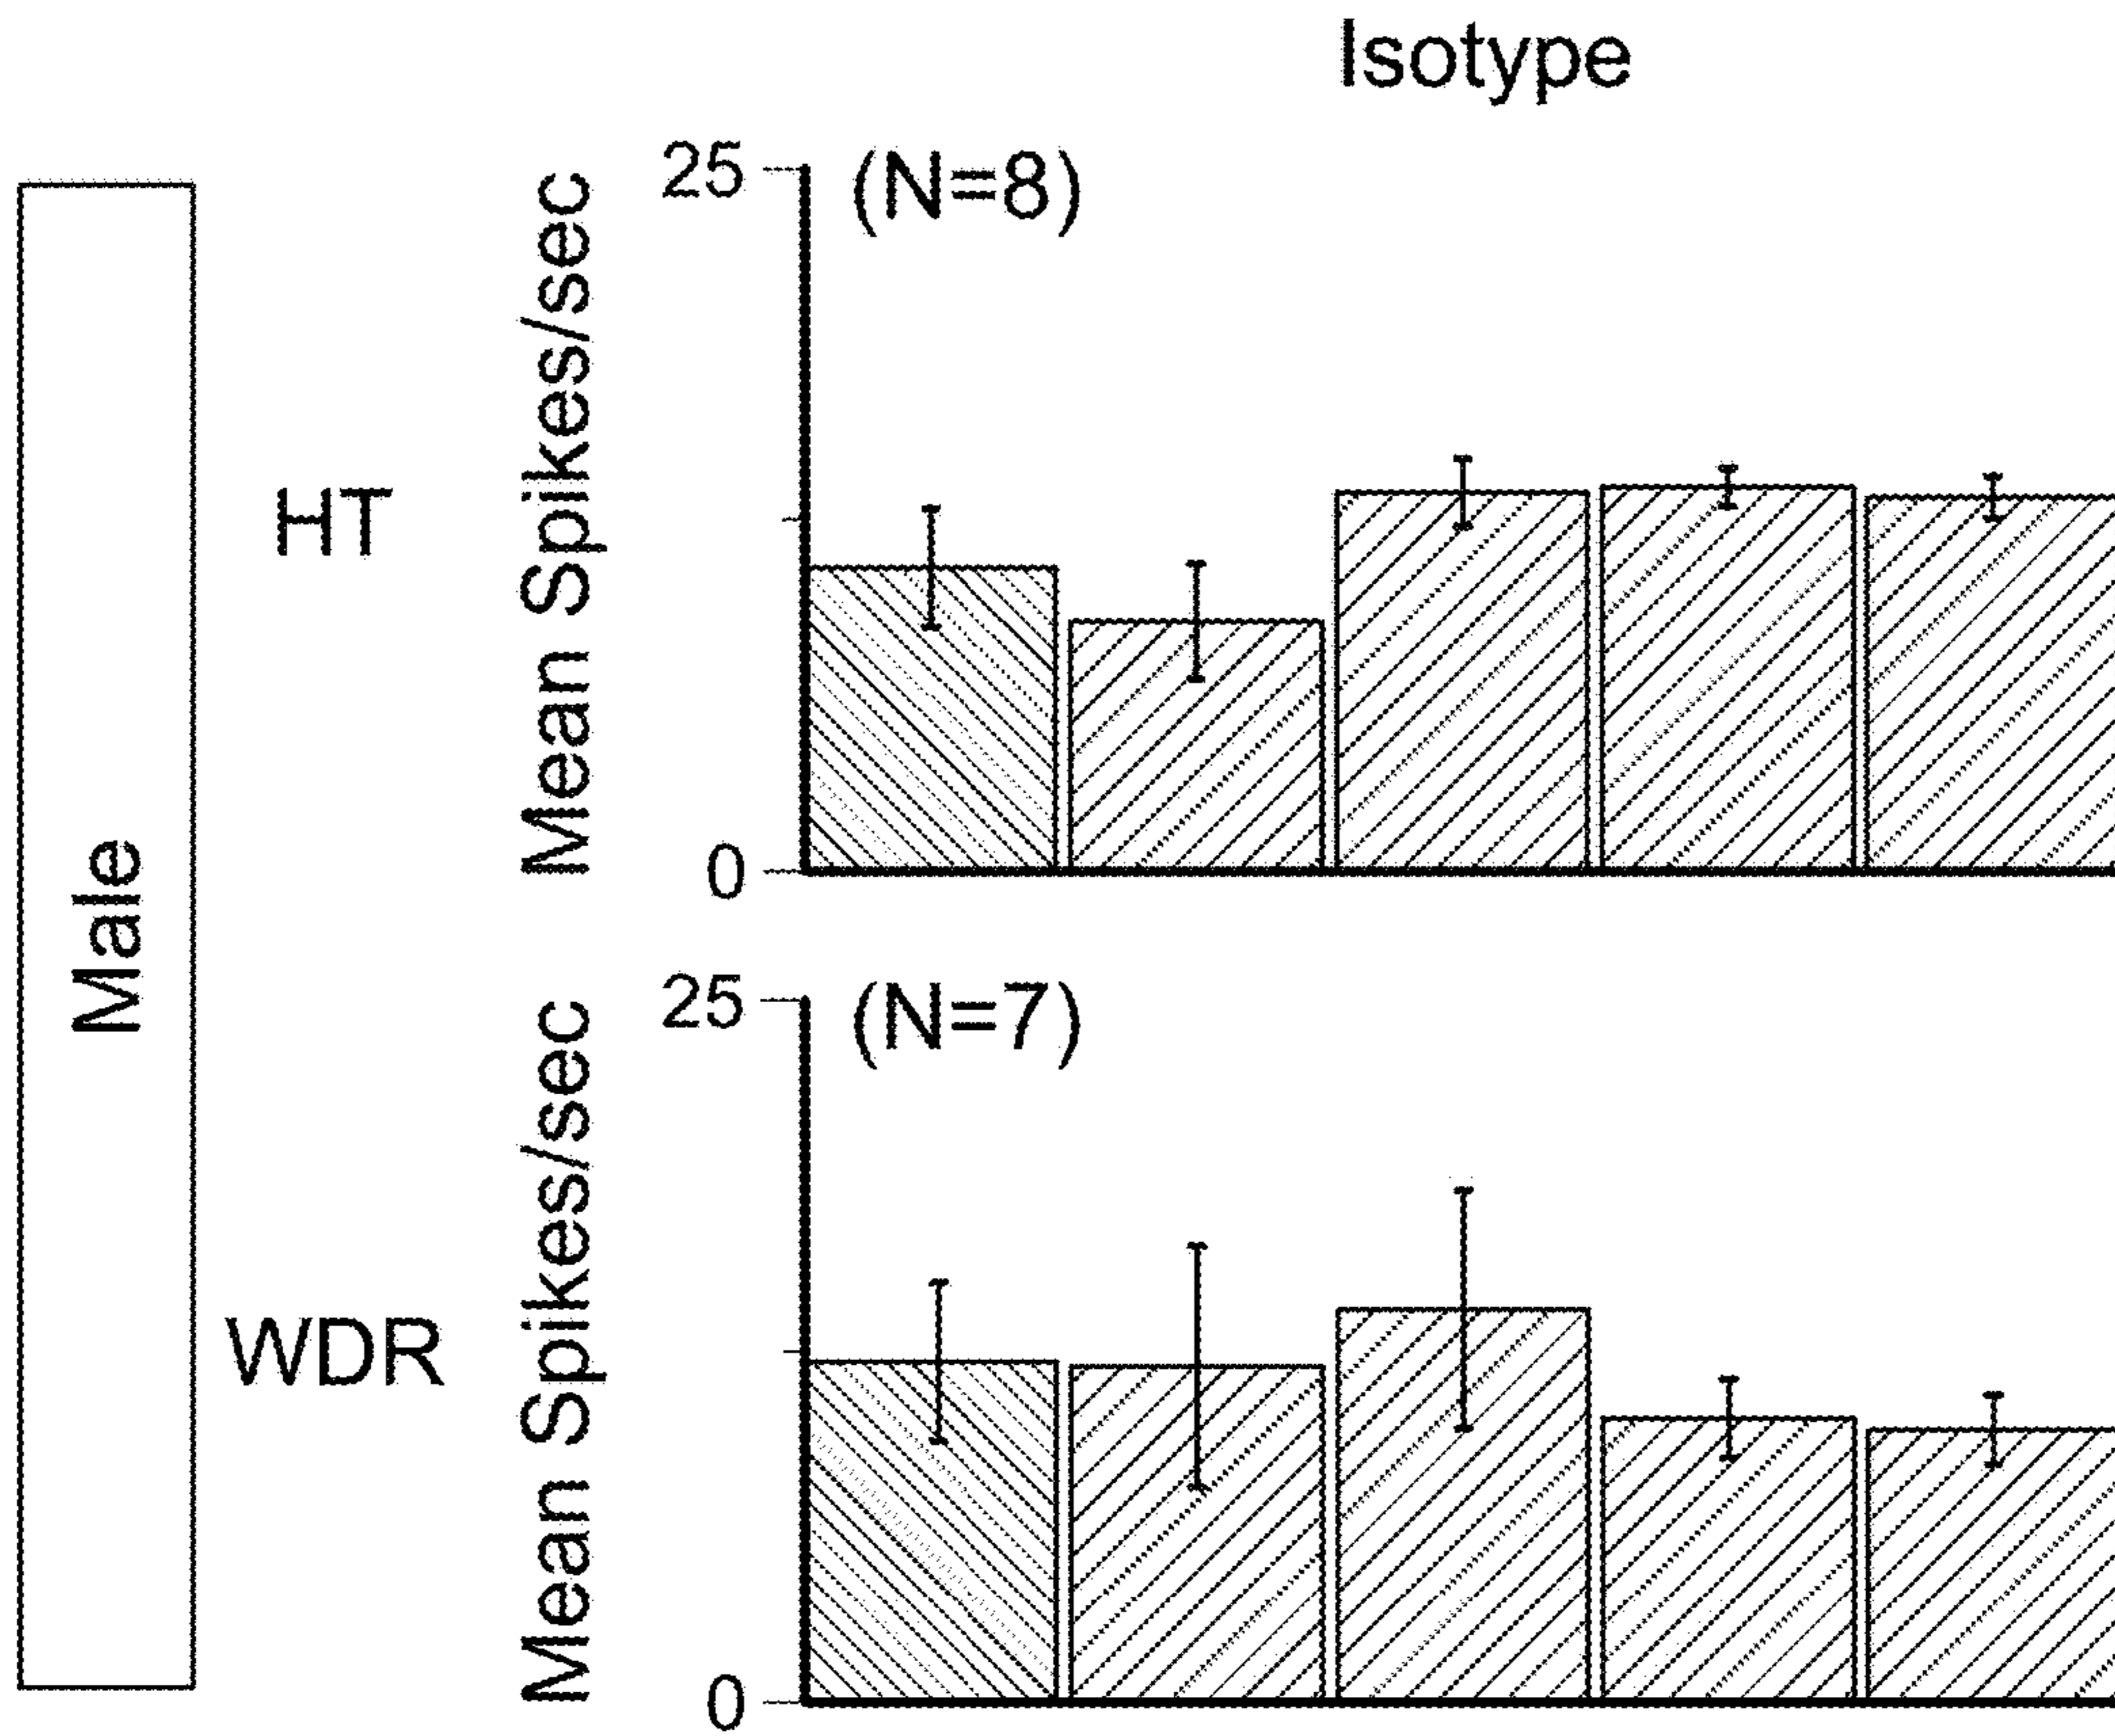 Isotype
Male
HT
Mean Spikes/sec
25
(N=8)
0
WDR
Mean Spikes/sec
25
(N=7)
0